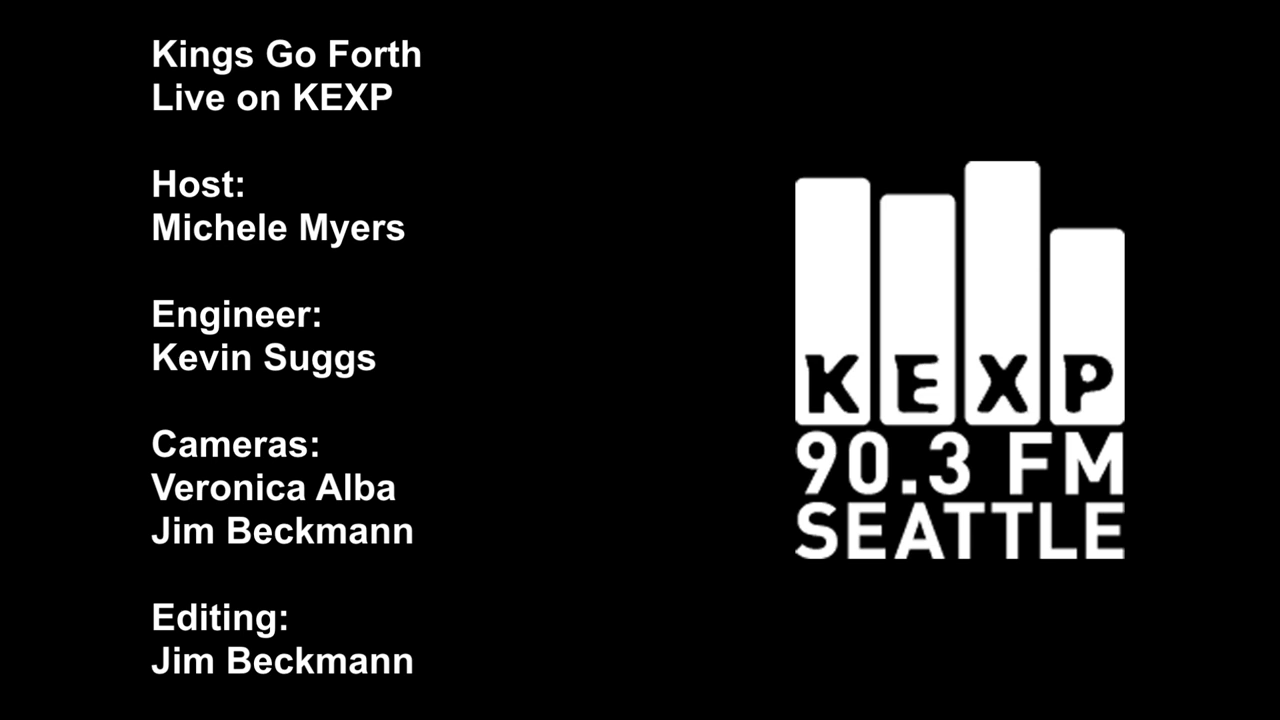 Kings Go Forth
Live on KEXP
Host:
Michele Myers
Engineer:
Kevin Suggs
Cameras:
Veronica Alba
Jim Beckmann
Editing:
Jim Beckmann
KEXP
90.3 FM
SEATTLE